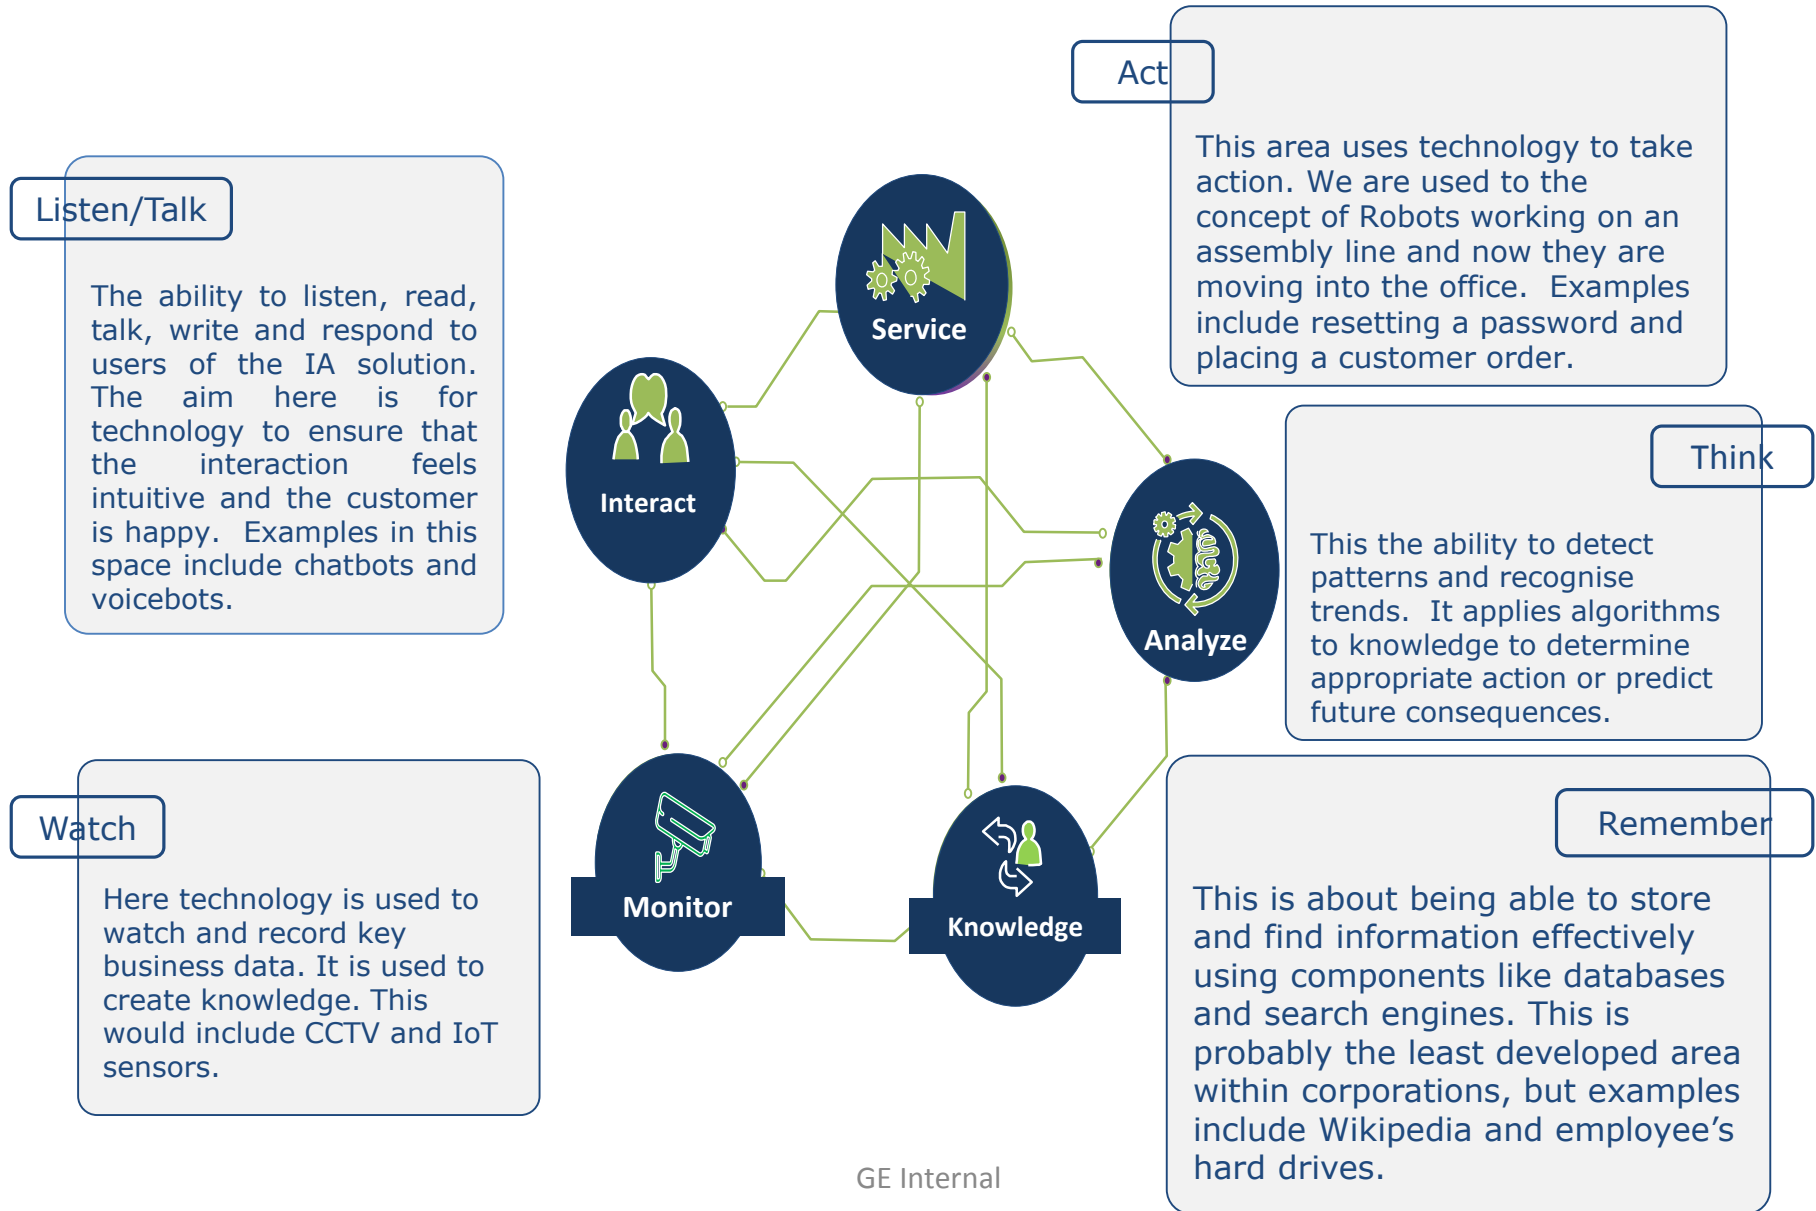 Act
This area uses technology to take
action. We are used to the
concept of Robots working on an
assembly line and now they are
moving into the office.  Examples
include resetting a password and
placing a customer order.
Listen/Talk
The ability to listen, read,
talk, write and respond to
users of the IA solution.
The aim here is for
technology to ensure that
the interaction feels
intuitive and the customer
is happy.  Examples in this
space include chatbots and
voicebots.
Service
Interact
Analyze
Monitor
Knowledge
Think
This the ability to detect
patterns and recognise
trends.  It applies algorithms
to knowledge to determine
appropriate action or predict
future consequences.
Watch
Here technology is used to
watch and record key
business data. It is used to
create knowledge. This
would include CCTV and IoT
sensors.
Remember
This is about being able to store
and find information effectively
using components like databases
and search engines. This is
probably the least developed area
within corporations, but examples
include Wikipedia and employee’s
hard drives.
GE Internal